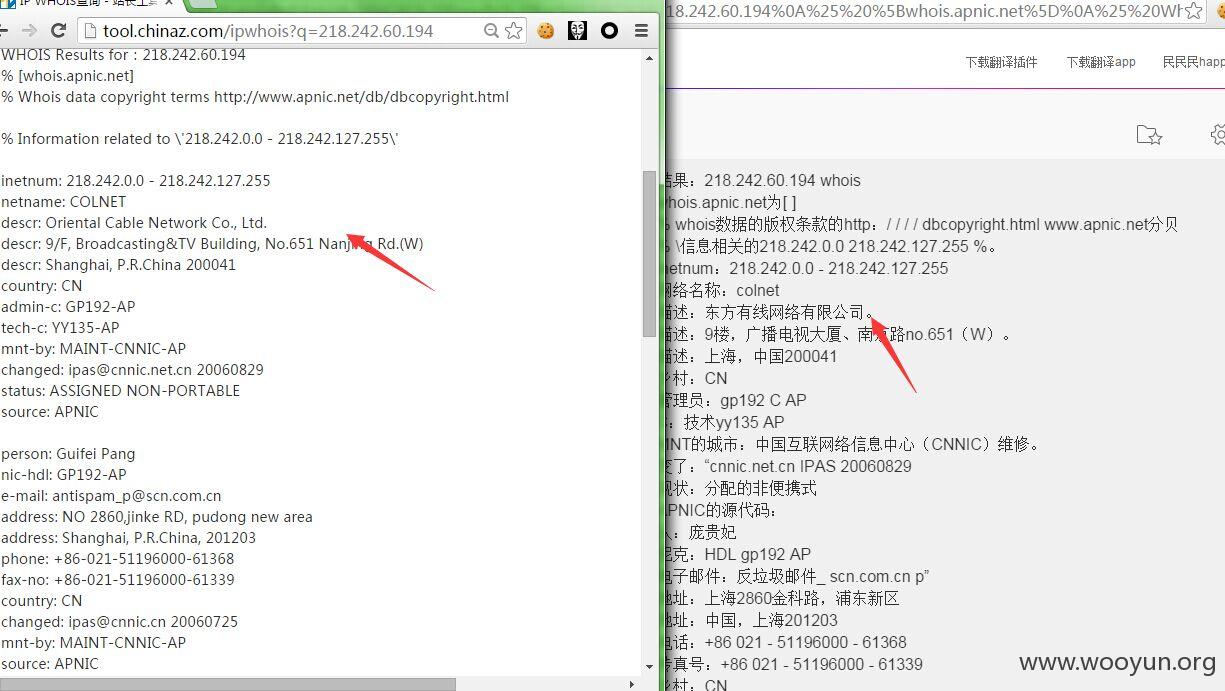 IP WHOIS查询 - 站长工具
tool.chinaz.com/ipwhois?q=218.242.60.194
WHOIS Results for : 218.242.60.194
% [whois.apnic.net]
% Whois data copyright terms http://www.apnic.net/db/dbcopyright.html
% Information related to \'218.242.0.0 - 218.242.127.255\'
inetnum: 218.242.0.0 - 218.242.127.255
netname: COLNET
descr: Oriental Cable Network Co., Ltd.
descr: 9/F, Broadcasting&TV Building, No.651 Nanjing Rd.(W)
descr: Shanghai, P.R.China 200041
country: CN
admin-c: GP192-AP
tech-c: YY135-AP
mnt-by: MAINT-CNNIC-AP
changed: ipas@cnnic.net.cn 20060829
status: ASSIGNED NON-PORTABLE
source: APNIC
person: Guifei Pang
nic-hdl: GP192-AP
e-mail: antispam_p@scn.com.cn
address: NO 2860,jinke RD, pudong new area
address: Shanghai, P.R.China, 201203
phone: +86-021-51196000-61368
fax-no: +86-021-51196000-61339
country: CN
changed: ipas@cnnic.cn 20060725
mnt-by: MAINT-CNNIC-AP
source: APNIC
18.242.60.194%0A%25%20%5Bwhois.apnic.net%5D%0A%25%20Wh
下载翻译插件 下载翻译app 民民民happ
结果：218.242.60.194 whois
whois.apnic.net为[ ]
% whois数据的版权条款的http：/ / / / dbcopyright.html www.apnic.net分贝
% \信息相关的218.242.0.0 218.242.127.255 %。
inetnum：218.242.0.0 - 218.242.127.255
网络名称：colnet
描述：东方有线网络有限公司。
描述：9楼，广播电视大厦、南京路no.651（W）。
描述：上海，中国200041
乡村：CN
管理员：gp192 C AP
：技术yy135 AP
MNT的城市：中国互联网络信息中心（CNNIC）维修。
变了：“cnnic.net.cn IPAS 20060829
现状：分配的非便携式
APNIC的源代码：
人：庞贵妃
尼克：HDL gp192 AP
电子邮件：反垃圾邮件_ scn.com.cn p”
地址：上海2860金科路，浦东新区
地址：中国，上海201203
电话：+86 021 - 51196000 - 61368
传真号：+86 021 - 51196000 - 61339
乡村：CN
www.wooyun.org